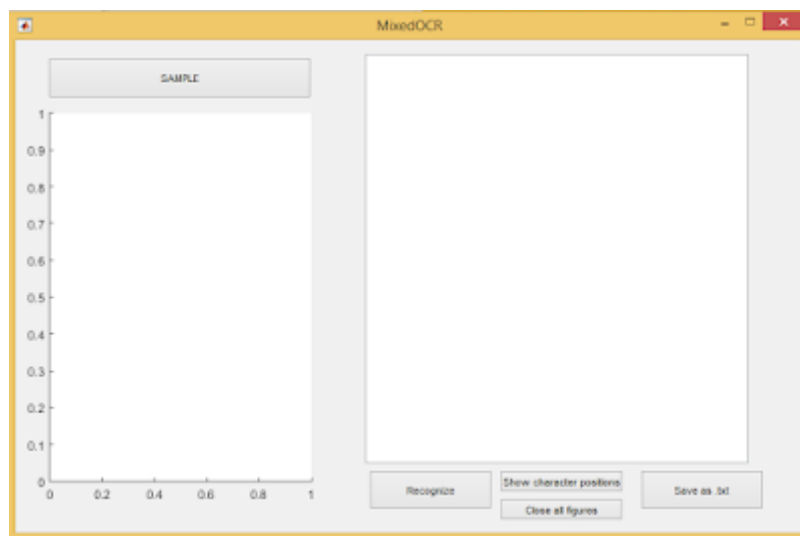 MixedOCR
SAMPLE
1
0.9
0.8
0.7
0.6
0.5
0.4
0.3
0.2
0.1
0
0 0.2 0.4 0.6 0.8 1
Recognize
Show character positions
Close all figures
Save as .txt